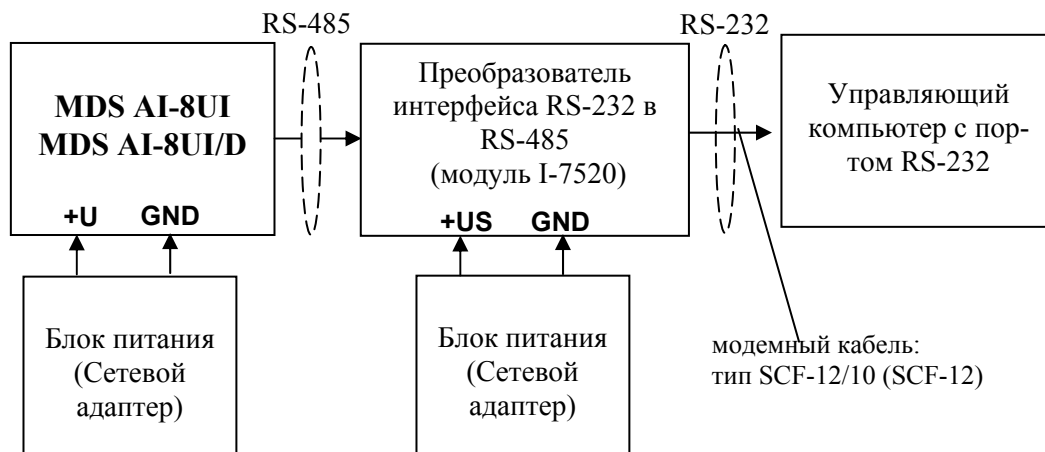 RS-485
RS-232
MDS AI-8UI
MDS AI-8UI/D
+U GND
Преобразователь
интерфейса RS-232 в
RS-485
(модуль I-7520)
+US GND
Управляющий
компьютер с пор-
том RS-232
Блок питания
(Сетевой
адаптер)
Блок питания
(Сетевой
адаптер)
модемный кабель:
тип SCF-12/10 (SCF-12)